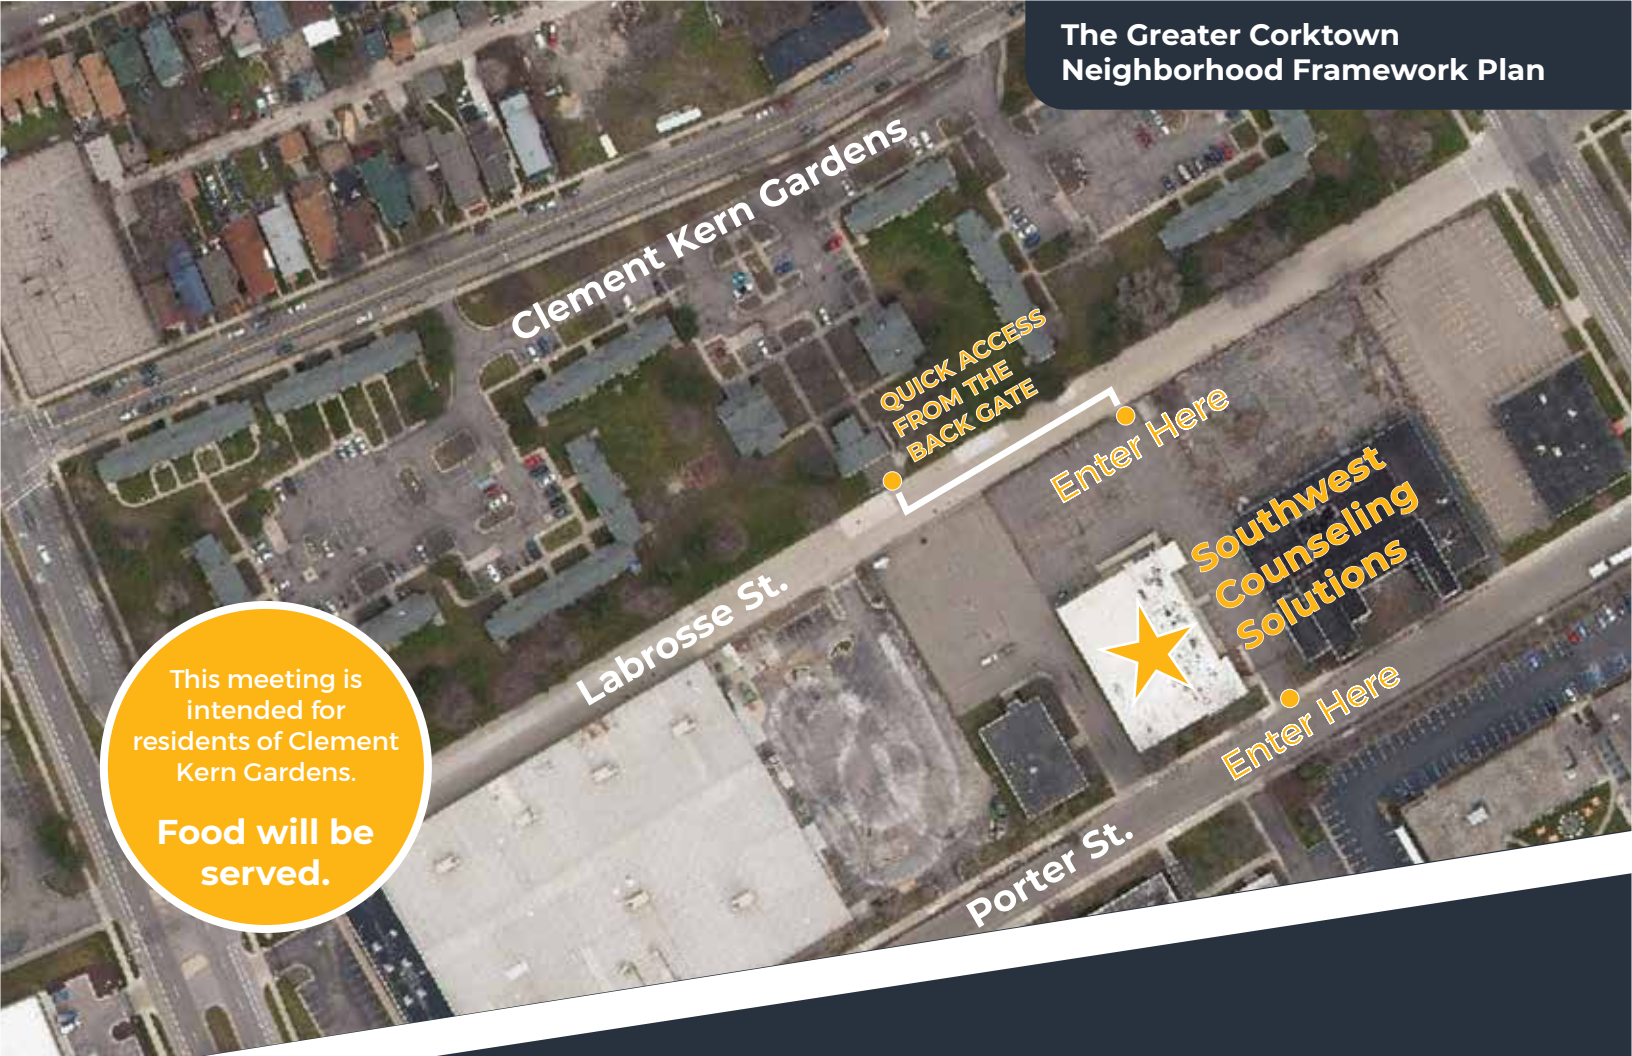 The Greater Corktown
Neighborhood Framework Plan
Clement Kern Gardens
QUICK ACCESS
FROM THE
BACK GATE
Enter Here
Southwest
Counseling
Solutions
Labrosse St.
Enter Here
Porter St.
This meeting is
intended for
residents of Clement
Kern Gardens.
Food will be
served.